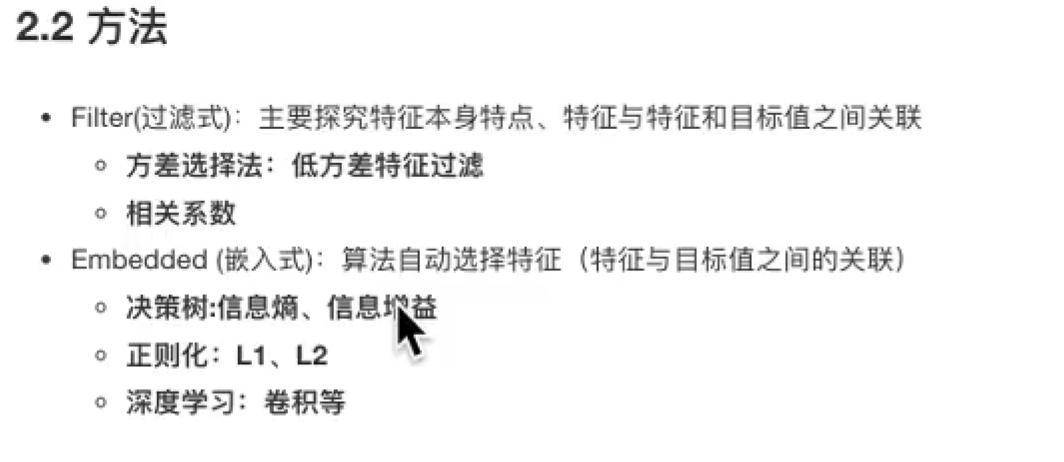 2.2 方法
• Filter(过滤式)：主要探究特征本身特点、特征与特征和目标值之间关联
○ 方差选择法：低方差特征过滤
○ 相关系数
• Embedded (嵌入式)：算法自动选择特征（特征与目标值之间的关联）
○ 决策树:信息熵、信息增益
○ 正则化：L1、L2
○ 深度学习：卷积等